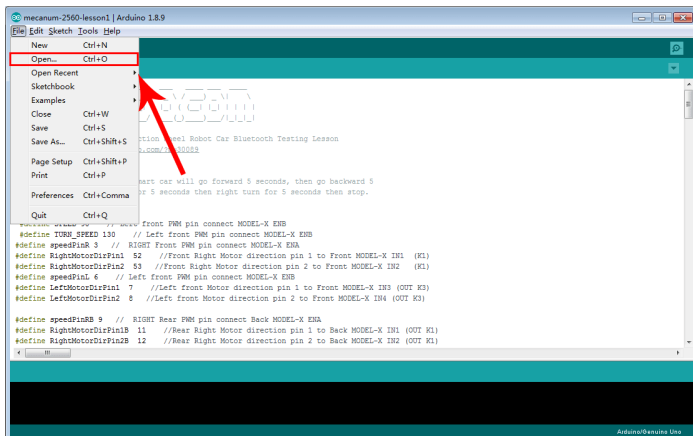 mecanum-2560-lesson1 | Arduino 1.8.9
File Edit Sketch Tools Help
New Ctrl+N
Open... Ctrl+O
Open Recent
Sketchbook
Examples
Close Ctrl+W
Save Ctrl+S
Save As... Ctrl+Shift+S
Page Setup Ctrl+Shift+P
Print Ctrl+P
Preferences Ctrl+Comma
Quit Ctrl+Q
Robot Car Bluetooth Testing Lesson
car will go forward 5 seconds, then go backward 5
for 5 seconds then right turn for 5 seconds then stop.
front PWM pin connect MODEL-X ENB
#define TURN_SPEED 130 // Left front PWM pin connect MODEL-X ENB
#define speedPinR 3 // RIGHT Front PWM pin connect MODEL-X ENA
#define RightMotorDirPin1 52 //Front Right Motor direction pin 1 to Front MODEL-X IN1 (K1)
#define RightMotorDirPin2 53 //Front Right Motor direction pin 2 to Front MODEL-X IN2 (K1)
#define speedPinL 6 // Left front PWM pin connect MODEL-X ENB
#define LeftMotorDirPin1 7 //Left front Motor direction pin 1 to Front MODEL-X IN3 (OUT K3)
#define LeftMotorDirPin2 8 //Left front Motor direction pin 2 to Front MODEL-X IN4 (OUT K3)
#define speedPinRB 9 // RIGHT Rear PWM pin connect Back MODEL-X ENA
#define RightMotorDirPin1B 11 //Rear Right Motor direction pin 1 to Back MODEL-X IN1 (OUT K1)
#define RightMotorDirPin2B 12 //Rear Right Motor direction pin 2 to Back MODEL-X IN2 (OUT K1)
Arduino/Genuino Uno